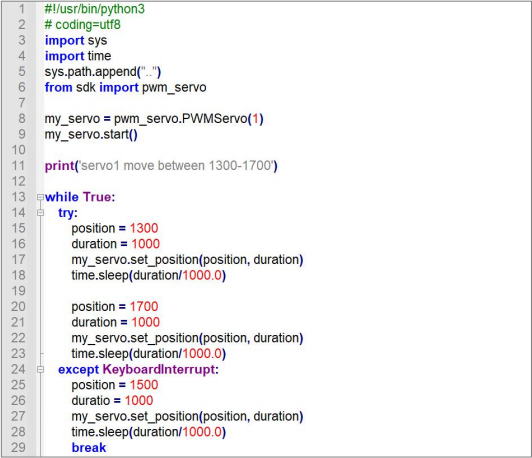 1 #!/usr/bin/python3
2 # coding=utf8
3 import sys
4 import time
5 sys.path.append("..")
6 from sdk import pwm_servo
7
8 my_servo = pwm_servo.PWMServo(1)
9 my_servo.start()
10
11 print('servo1 move between 1300-1700')
12
13 while True:
14     try:
15         position = 1300
16         duration = 1000
17         my_servo.set_position(position, duration)
18         time.sleep(duration/1000.0)
19
20         position = 1700
21         duration = 1000
22         my_servo.set_position(position, duration)
23         time.sleep(duration/1000.0)
24     except KeyboardInterrupt:
25         position = 1500
26         duratio = 1000
27         my_servo.set_position(position, duration)
28         time.sleep(duration/1000.0)
29         break